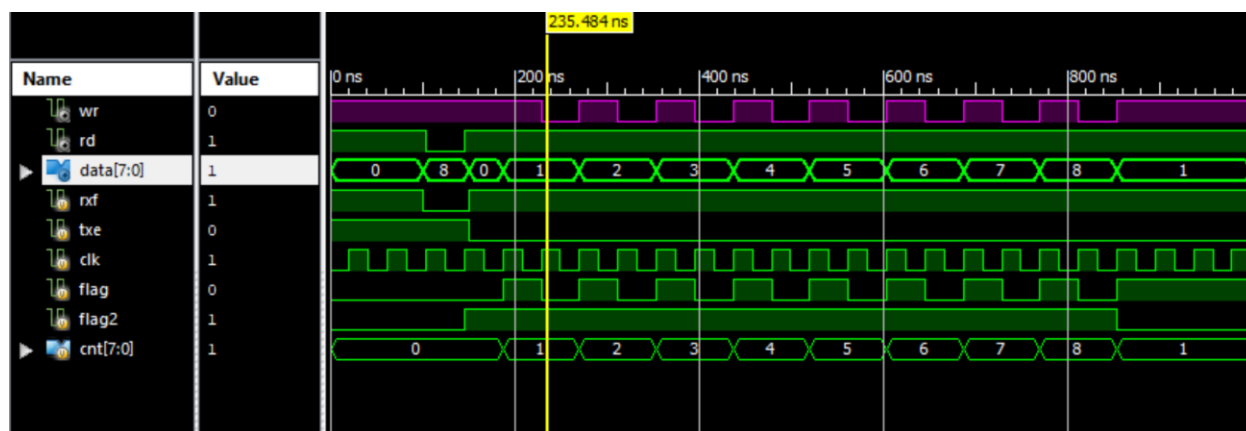 235.484 ns
Name Value 0 ns 200 ns 400 ns 600 ns 800 ns
wr 0
rd 1
data[7:0] 1 0 8 0 1 2 3 4 5 6 7 8 1
rxf 1
txe 0
clk 1
flag 0
flag2 1
cnt[7:0] 1 0 1 2 3 4 5 6 7 8 1